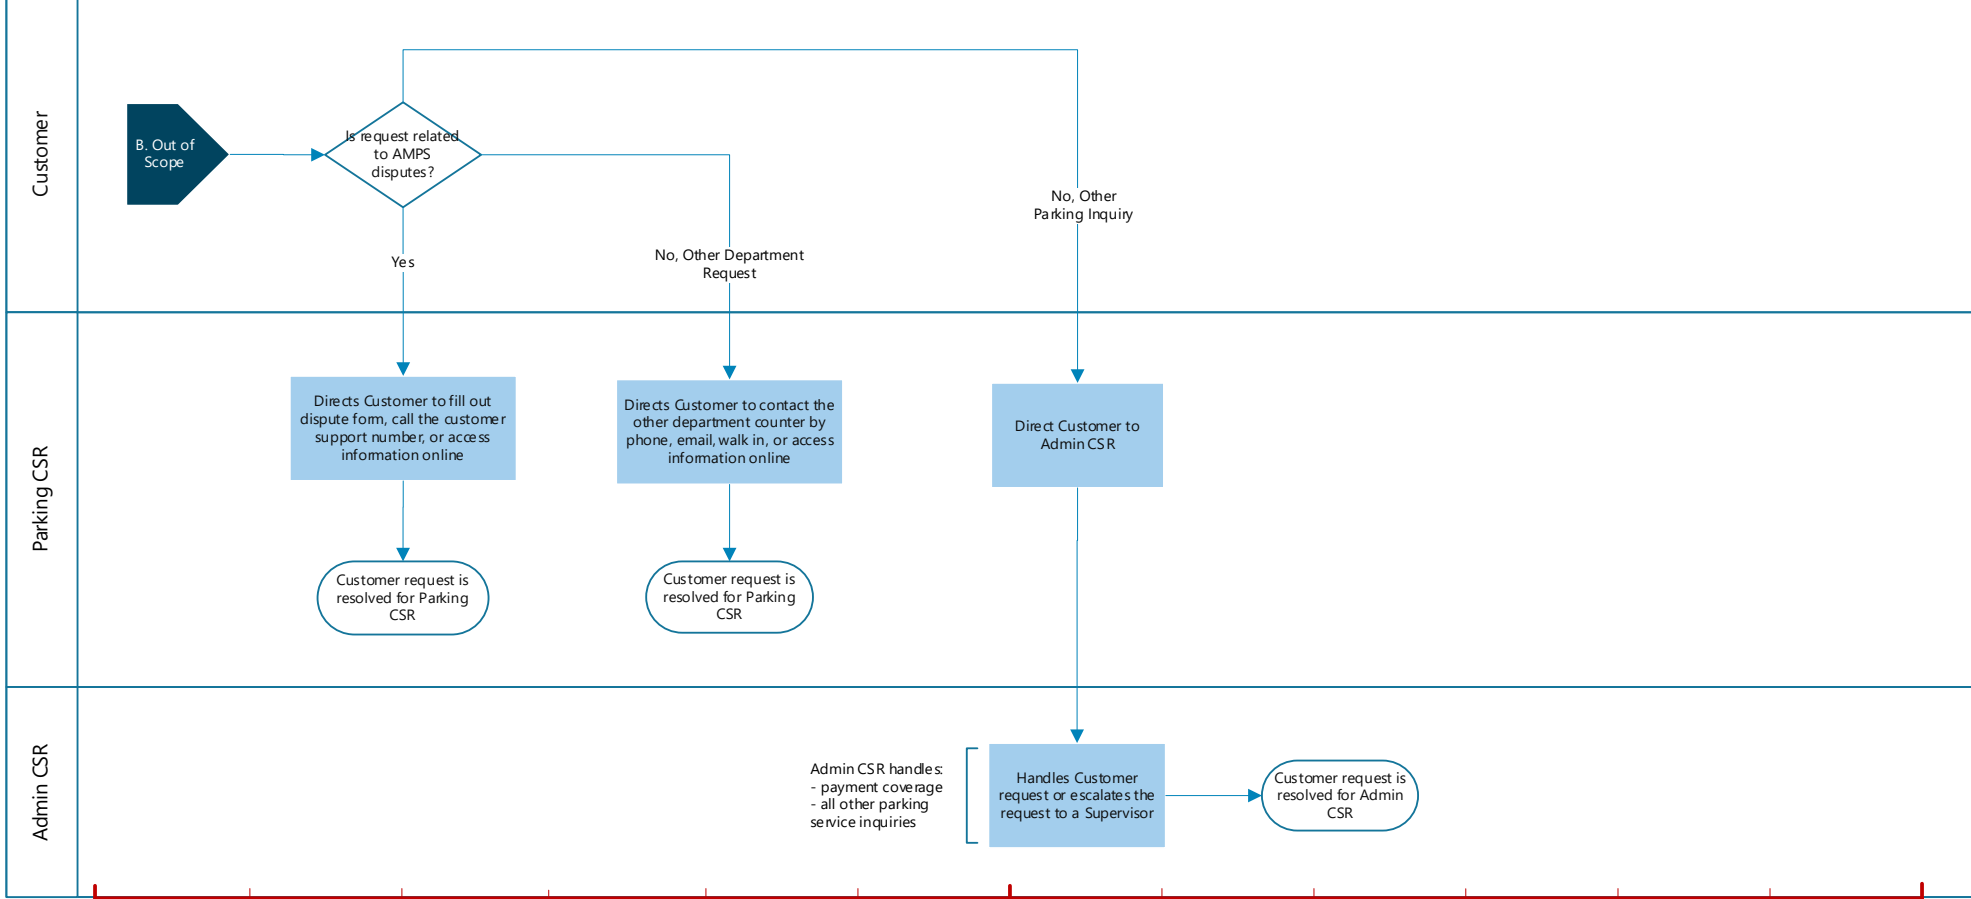 Customer
B. Out of
Scope
Is request related
to AMPS
disputes?
Yes
No, Other Department
Request
No, Other
Parking Inquiry
Parking CSR
Directs Customer to fill out
dispute form, call the customer
support number, or access
information online
Directs Customer to contact the
other department counter by
phone, email, walk in, or access
information online
Direct Customer to
Admin CSR
Customer request is
resolved for Parking
CSR
Customer request is
resolved for Parking
CSR
Admin CSR
Admin CSR handles:
- payment coverage
- all other parking
service inquiries
Handles Customer
request or escalates the
request to a Supervisor
Customer request is
resolved for Admin
CSR